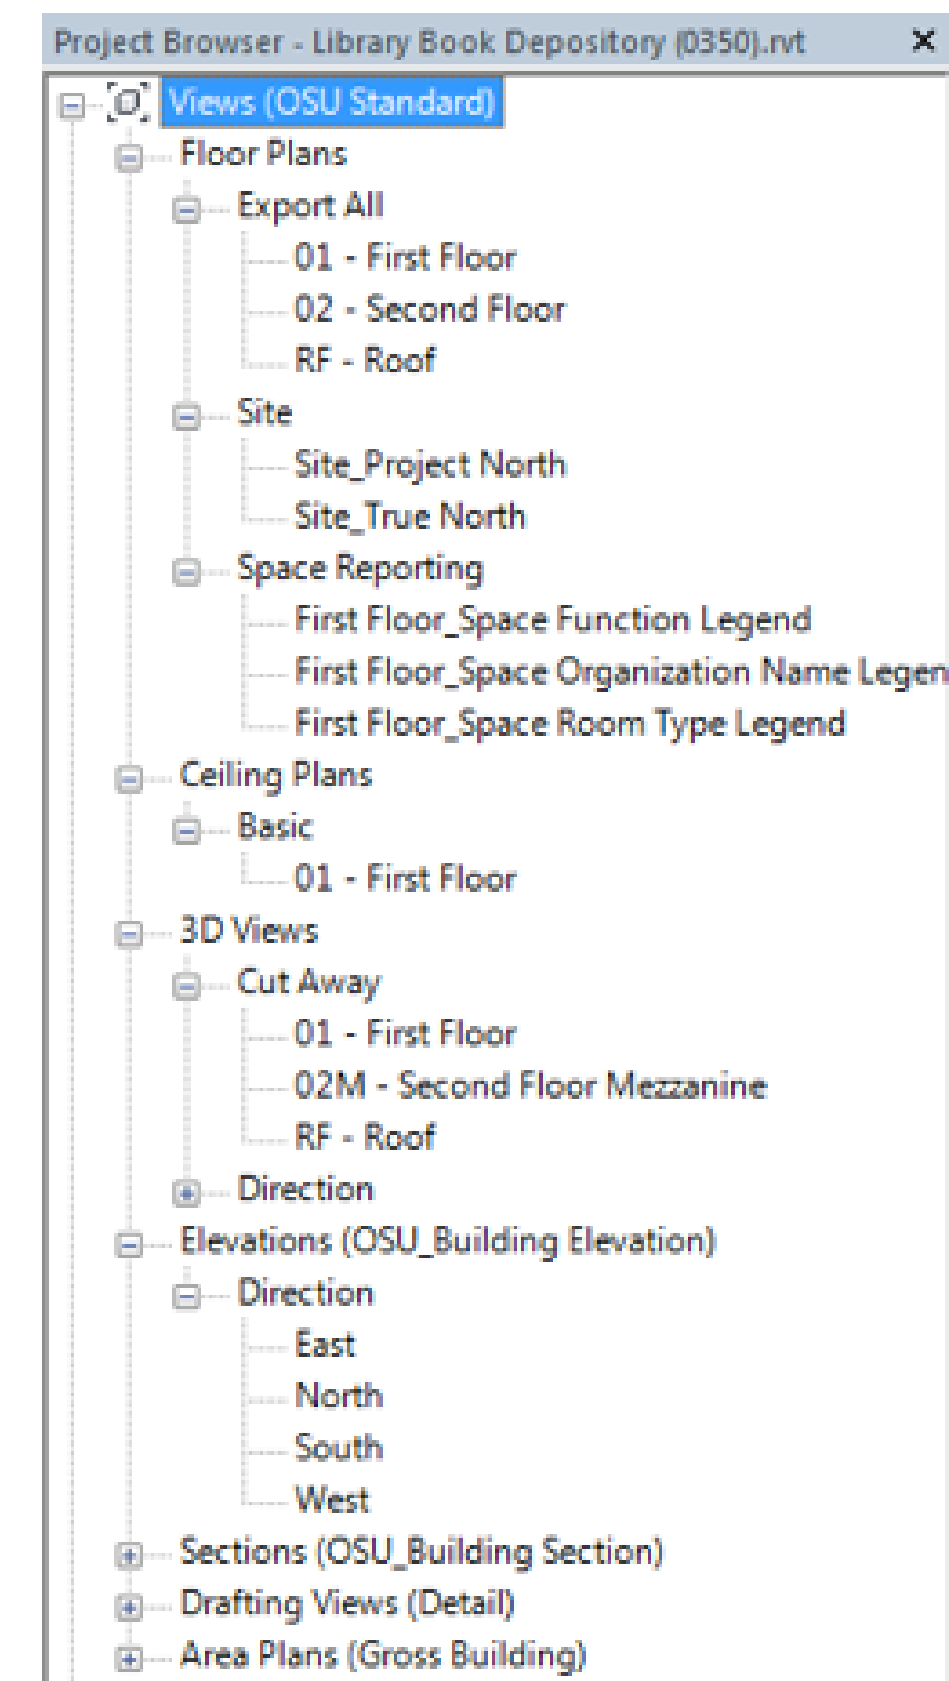 Project Browser - Library Book Depository (0350).rvt
Views (OSU Standard)
Floor Plans
Export All
01 - First Floor
02 - Second Floor
RF - Roof
Site
Site_Project North
Site_True North
Space Reporting
First Floor_Space Function Legend
First Floor_Space Organization Name Legen
First Floor_Space Room Type Legend
Ceiling Plans
Basic
01 - First Floor
3D Views
Cut Away
01 - First Floor
02M - Second Floor Mezzanine
RF - Roof
Direction
Elevations (OSU_Building Elevation)
Direction
East
North
South
West
Sections (OSU_Building Section)
Drafting Views (Detail)
Area Plans (Gross Building)